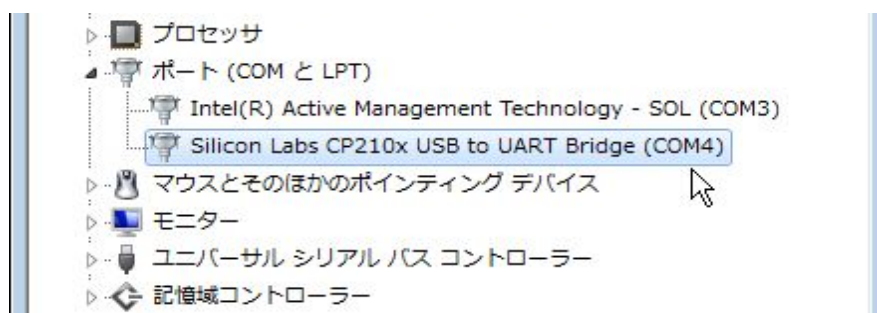 プロセッサ
ポート (COM と LPT)
Intel(R) Active Management Technology - SOL (COM3)
Silicon Labs CP210x USB to UART Bridge (COM4)
マウスとそのほかのポインティング デバイス
モニター
ユニバーサル シリアル バス コントローラー
記憶域コントローラー